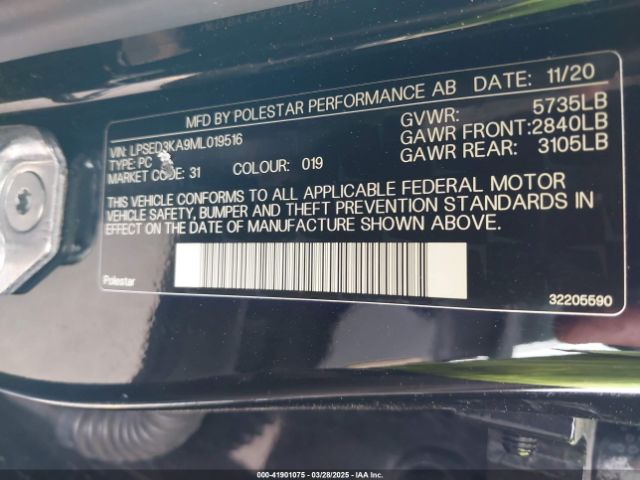 MFD BY POLESTAR PERFORMANCE AB DATE: 11/20
VIN: LPSED3KA9ML019516 GVWR: 5735LB
TYPE: PC GAWR FRONT:2840LB
MARKET CODE: 31 COLOUR: 019 GAWR REAR: 3105LB
THIS VEHICLE CONFORMS TO ALL APPLICABLE FEDERAL MOTOR
VEHICLE SAFETY, BUMPER AND THEFT PREVENTION STANDARDS IN
EFFECT ON THE DATE OF MANUFACTURE SHOWN ABOVE.
Polestar 32205590
000-41901075 | 03/28/2025 | IAA Inc.